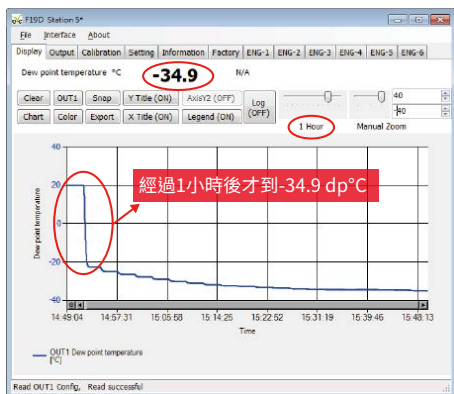 F19D Station 5*
File Interface About
Display Output Calibration Setting Information Factory ENG-1 ENG-2 ENG-3 ENG-4 ENG-5 ENG-6
Dew point temperature °C -34.9 N/A
Clear OUT1 Snap Y Title (ON) AxisY2 (OFF) Log (OFF) 40
Chart Color Export X Title (ON) Legend (ON) -40
1 Hour Manual Zoom
40
經過1小時後才到-34.9 dp°C
20
0
-20
-40
Dew point temperature
14:49:04 14:57:31 15:05:58 15:14:25 15:22:52 15:31:19 15:39:46 15:48:13
Time
OUT1 Dew point temperature
[°C]
Read OUT1 Config, Read successful